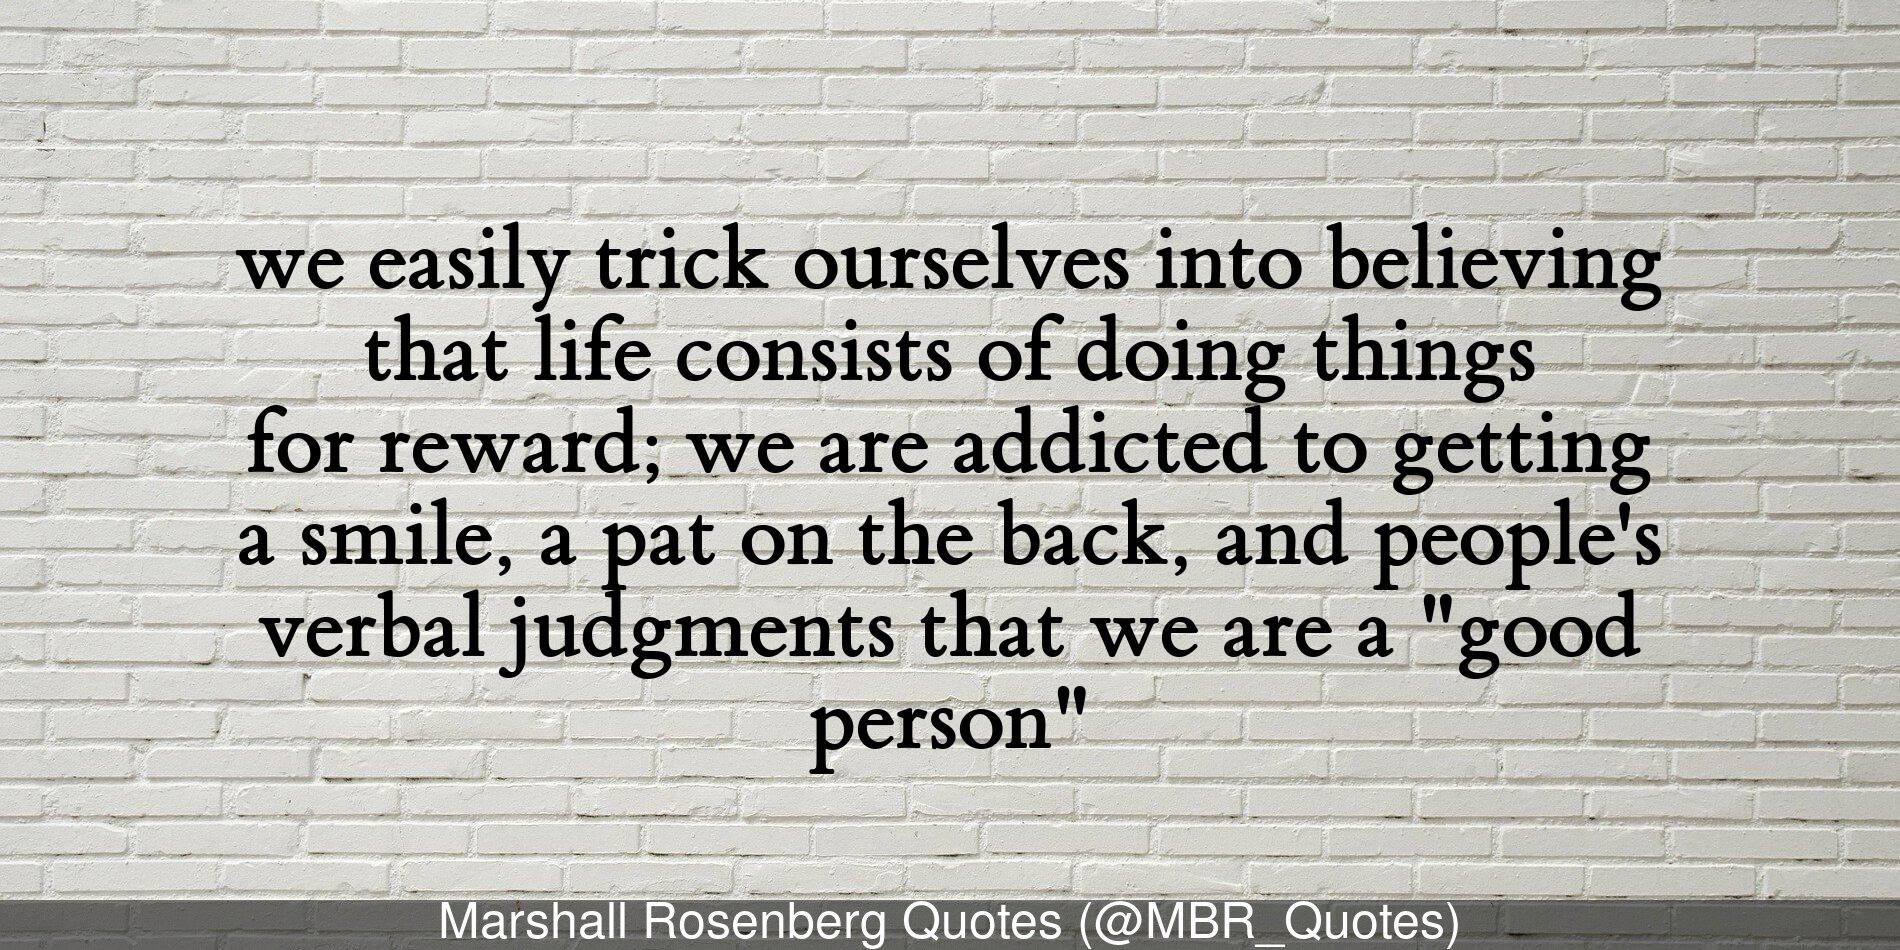 we easily trick ourselves into believing
that life consists of doing things
for reward; we are addicted to getting
a smile, a pat on the back, and people's
verbal judgments that we are a "good
person"
Marshall Rosenberg Quotes (@MBR_Quotes)